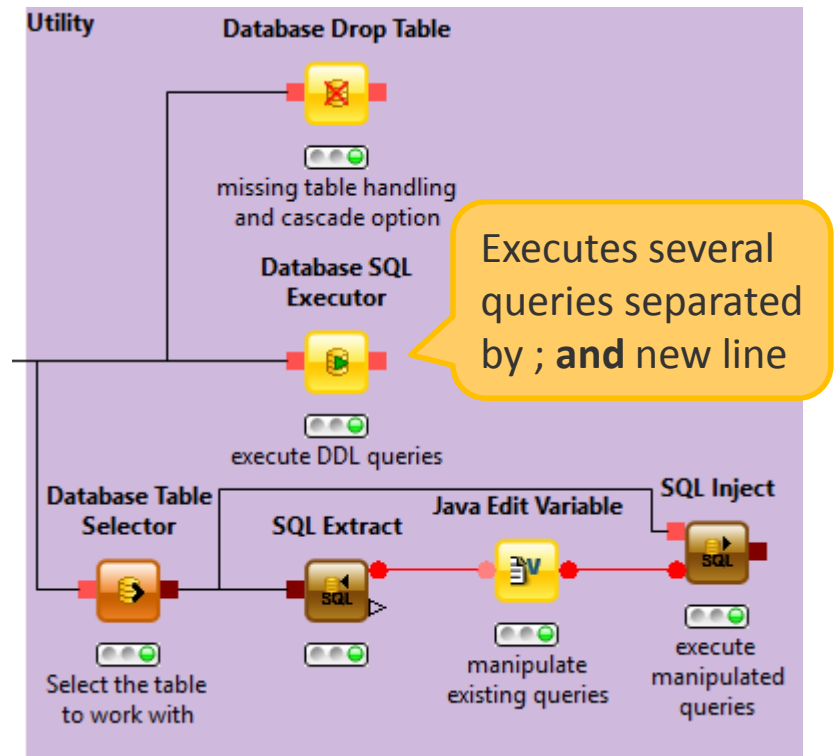 Utility
Database Drop Table
missing table handling
and cascade option
Database SQL
Executor
Executes several
queries separated
by ; and new line
execute DDL queries
Database Table
Selector
SQL Extract
Java Edit Variable
SQL Inject
SQL
V
SQL
Select the table
to work with
manipulate
existing queries
execute
manipulated
queries